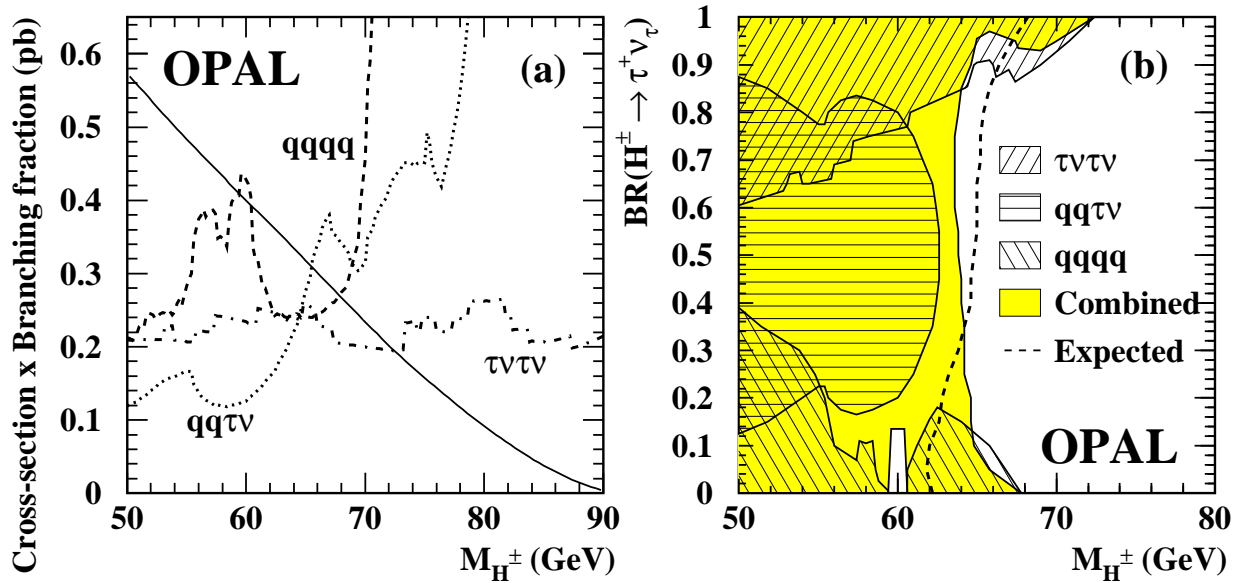 Cross-section x Branching fraction (pb)
0.6
0.5
0.4
0.3
0.2
0.1
0
OPAL
(a)
qqqq
τντν
qqτν
50
60
70
80
90
M_H± (GeV)
BR(H± → τ⁺ν_τ)
1
0.9
0.8
0.7
0.6
0.5
0.4
0.3
0.2
0.1
0
(b)
τντν
qqτν
qqqq
Combined
Expected
OPAL
50
60
70
80
M_H± (GeV)